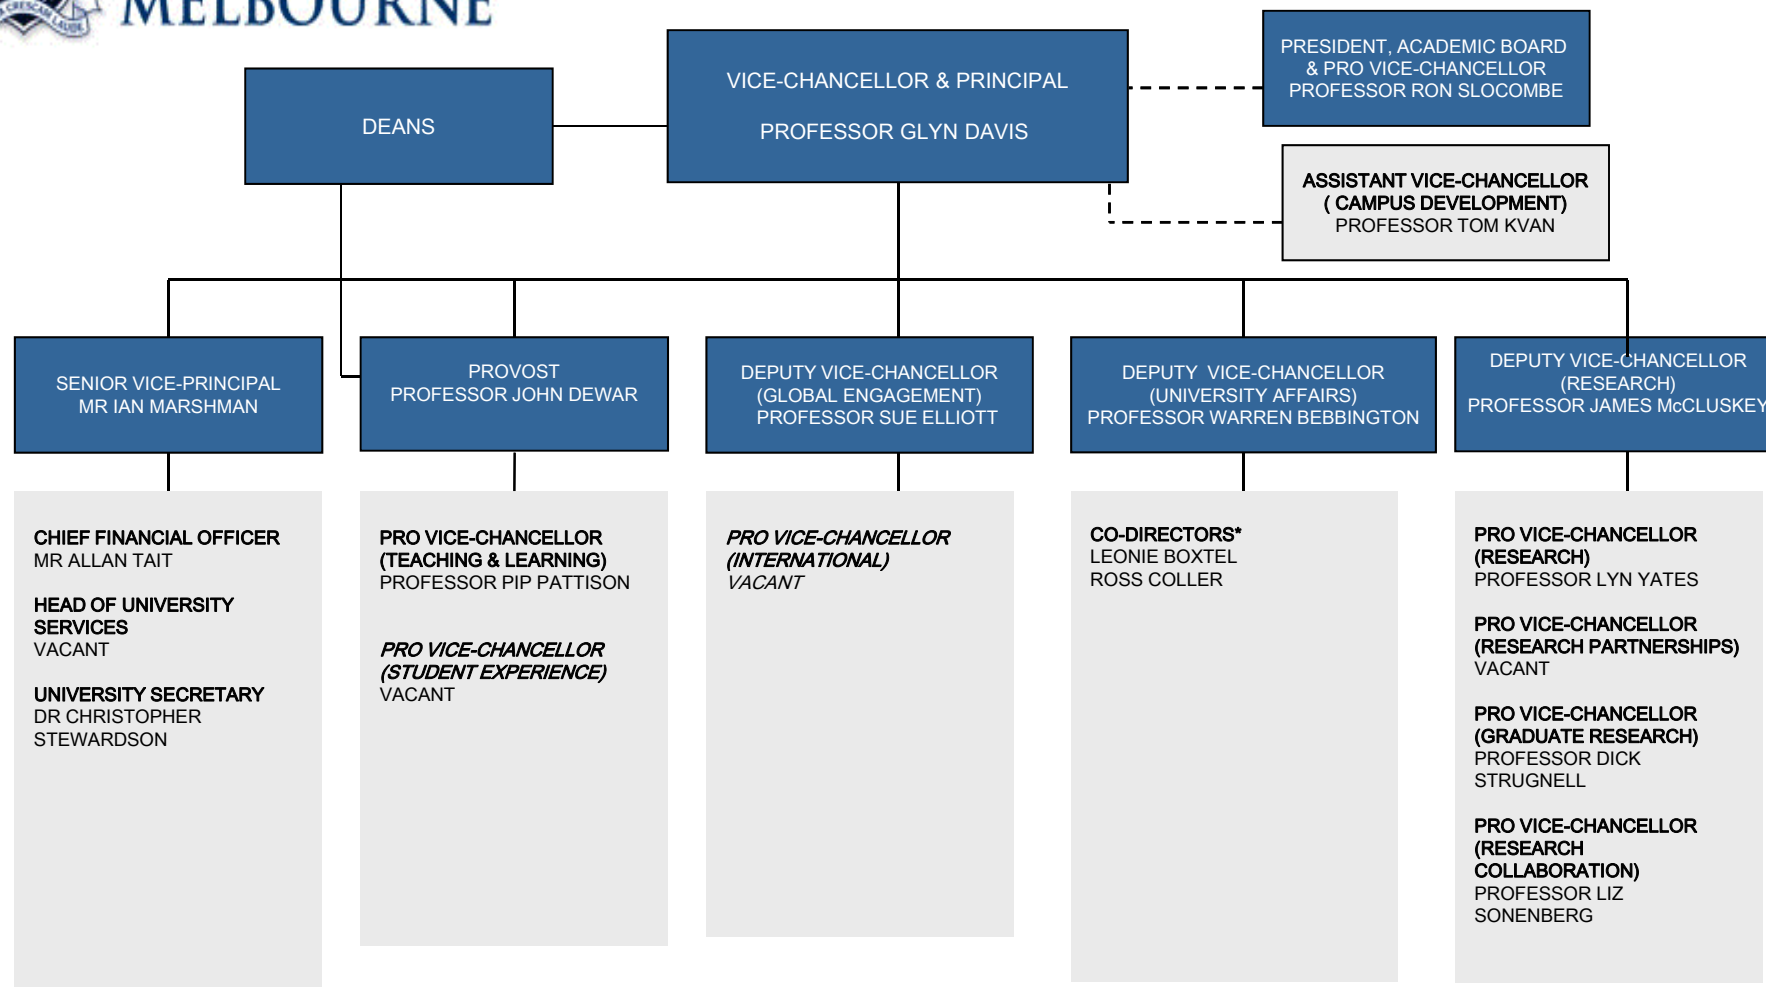 MELBOURNE
VICE-CHANCELLOR & PRINCIPAL
PROFESSOR GLYN DAVIS
PRESIDENT, ACADEMIC BOARD
& PRO VICE-CHANCELLOR
PROFESSOR RON SLOCOMBE
DEANS
ASSISTANT VICE-CHANCELLOR
( CAMPUS DEVELOPMENT)
PROFESSOR TOM KVAN
SENIOR VICE-PRINCIPAL
MR IAN MARSHMAN
PROVOST
PROFESSOR JOHN DEWAR
DEPUTY VICE-CHANCELLOR
(GLOBAL ENGAGEMENT)
PROFESSOR SUE ELLIOTT
DEPUTY VICE-CHANCELLOR
(UNIVERSITY AFFAIRS)
PROFESSOR WARREN BEBBINGTON
DEPUTY VICE-CHANCELLOR
(RESEARCH)
PROFESSOR JAMES McCLUSKEY
CHIEF FINANCIAL OFFICER
MR ALLAN TAIT
HEAD OF UNIVERSITY
SERVICES
VACANT
UNIVERSITY SECRETARY
DR CHRISTOPHER
STEWARDSON
PRO VICE-CHANCELLOR
(TEACHING & LEARNING)
PROFESSOR PIP PATTISON
PRO VICE-CHANCELLOR
(STUDENT EXPERIENCE)
VACANT
PRO VICE-CHANCELLOR
(INTERNATIONAL)
VACANT
CO-DIRECTORS*
LEONIE BOXTEL
ROSS COLLER
PRO VICE-CHANCELLOR
(RESEARCH)
PROFESSOR LYN YATES
PRO VICE-CHANCELLOR
(RESEARCH PARTNERSHIPS)
VACANT
PRO VICE-CHANCELLOR
(GRADUATE RESEARCH)
PROFESSOR DICK
STRUGNELL
PRO VICE-CHANCELLOR
(RESEARCH
COLLABORATION)
PROFESSOR LIZ
SONENBERG